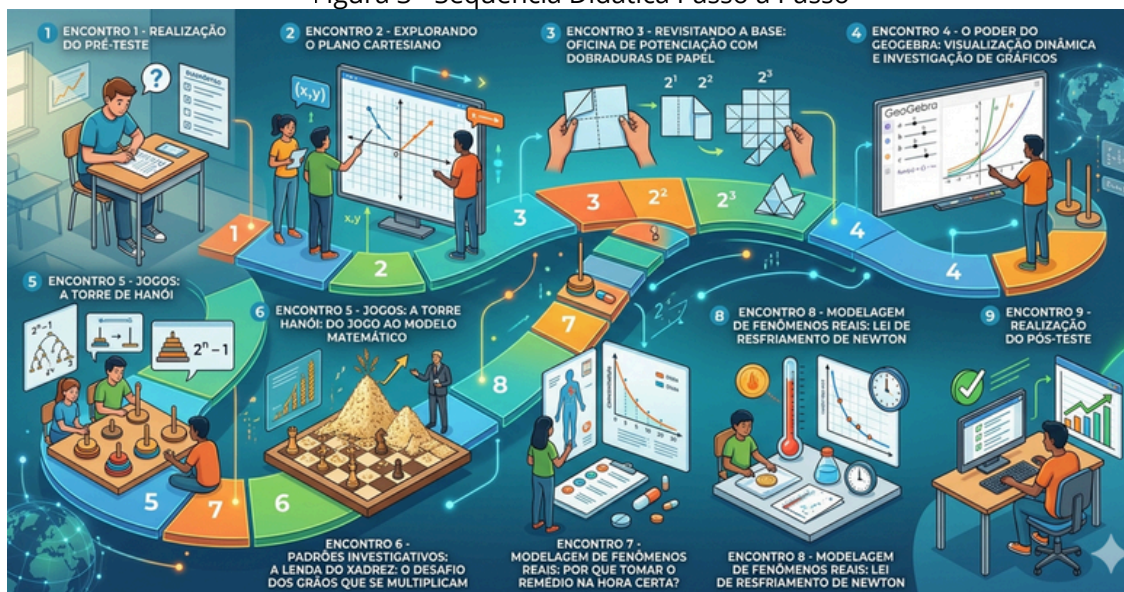 Figura 3 - Sequência Didática Passo a Passo
1 ENCONTRO 1 - REALIZAÇÃO
DO PRÉ-TESTE
?
2 ENCONTRO 2 - EXPLORANDO
O PLANO CARTESIANO
(x,y)
x,y
3 ENCONTRO 3 - REVISITANDO A BASE:
OFICINA DE POTENCIAÇÃO COM
DOBRADURAS DE PAPEL
2¹ 2² 2³
4 ENCONTRO 4 - O PODER DO
GEOGEBRA: VISUALIZAÇÃO DINÂMICA
E INVESTIGAÇÃO DE GRÁFICOS
GeoGebra
1
2
3
3
2²
2³
4
4
5 ENCONTRO 5 - JOGOS:
A TORRE DE HANÓI
2ⁿ-1
2ⁿ-1
6 ENCONTRO 5 - JOGOS: A TORRE
HANÓI: DO JOGO AO MODELO
MATEMÁTICO
7
8
5
7
6
8 ENCONTRO 8 - MODELAGEM
DE FENÔMENOS REAIS: LEI DE
RESFRIAMENTO DE NEWTON
9 ENCONTRO 9 -
REALIZAÇÃO
DO PÓS-TESTE
ENCONTRO 6 -
PADRÕES INVESTIGATIVOS:
A LENDA DO XADREZ: O DESAFIO
DOS GRÃOS QUE SE MULTIPLICAM
ENCONTRO 7 -
MODELAGEM DE FENÔMENOS
REAIS: POR QUE TOMAR O
REMÉDIO NA HORA CERTA?
ENCONTRO 8 - MODELAGEM
DE FENÔMENOS REAIS: LEI
DE RESFRIAMENTO DE NEWTON